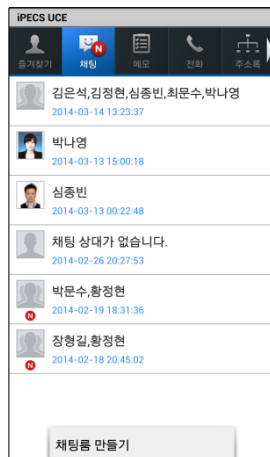 iPECS UCE
즐겨찾기 채팅 메모 전화 주소록
N
김은석,김정현,심종빈,최문수,박나영
2014-03-14 13:23:37
박나영
2014-03-13 15:00:18
심종빈
2014-03-13 00:22:48
채팅 상대가 없습니다.
2014-02-26 20:27:53
박문수,황정현
2014-02-19 18:31:36
N
장형길,황정현
2014-02-18 20:45:02
N
채팅룸 만들기